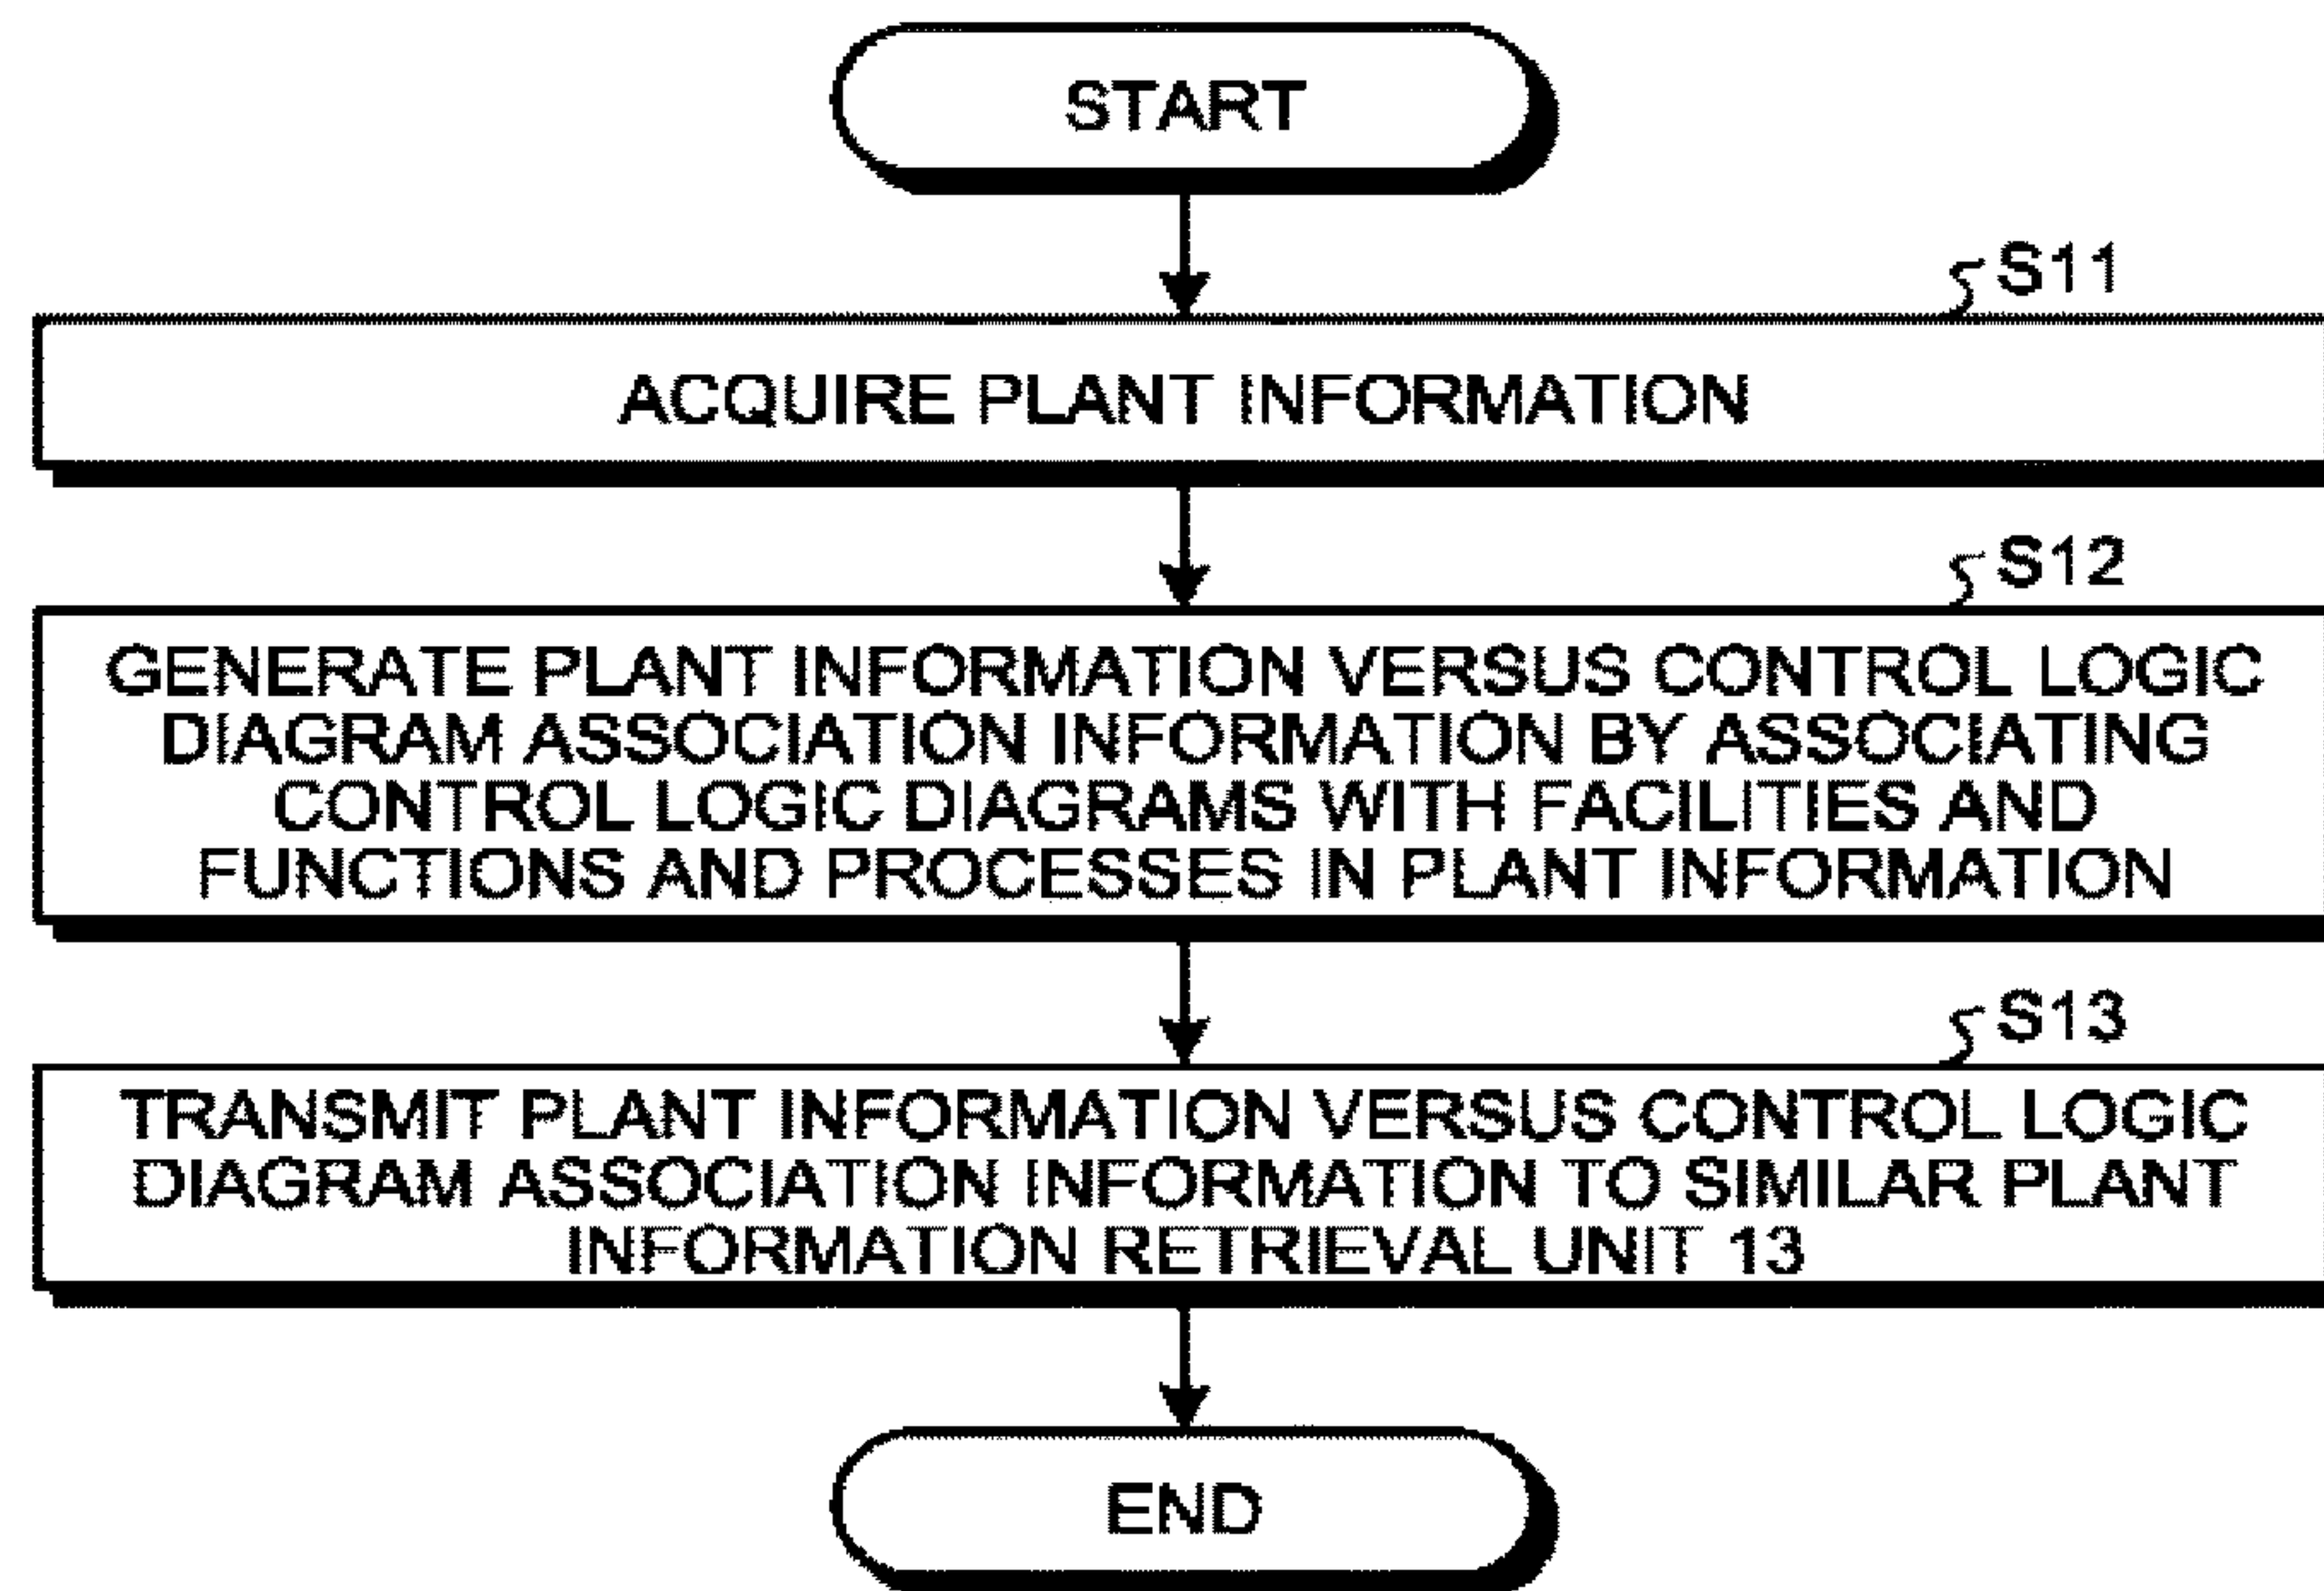 START
S11
ACQUIRE PLANT INFORMATION
S12
GENERATE PLANT INFORMATION VERSUS CONTROL LOGIC
DIAGRAM ASSOCIATION INFORMATION BY ASSOCIATING
CONTROL LOGIC DIAGRAMS WITH FACILITIES AND
FUNCTIONS AND PROCESSES IN PLANT INFORMATION
S13
TRANSMIT PLANT INFORMATION VERSUS CONTROL LOGIC
DIAGRAM ASSOCIATION INFORMATION TO SIMILAR PLANT
INFORMATION RETRIEVAL UNIT 13
END